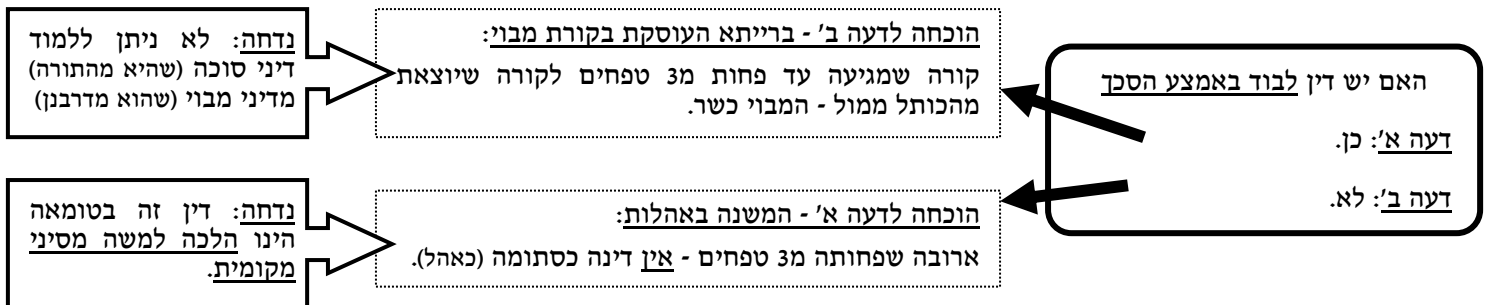 האם יש דין לבוד באמצע הסכך
דעה א': כן.
דעה ב': לא.
הוכחה לדעה ב' - ברייתא העוסקת בקורת מבוי:
קורה שמגיעה עד פחות מ3 טפחים לקורה שיוצאת
מהכותל ממול - המבוי כשר.
נדחה: לא ניתן ללמוד
דיני סוכה (שהיא מהתורה)
מדיני מבוי (שהוא מדרבנן)
הוכחה לדעה א' - המשנה באהלות:
ארובה שפחותה מ3 טפחים - אין דינה כסתומה (כאהל).
נדחה: דין זה בטומאה
הינו הלכה למשה מסיני
מקומית.